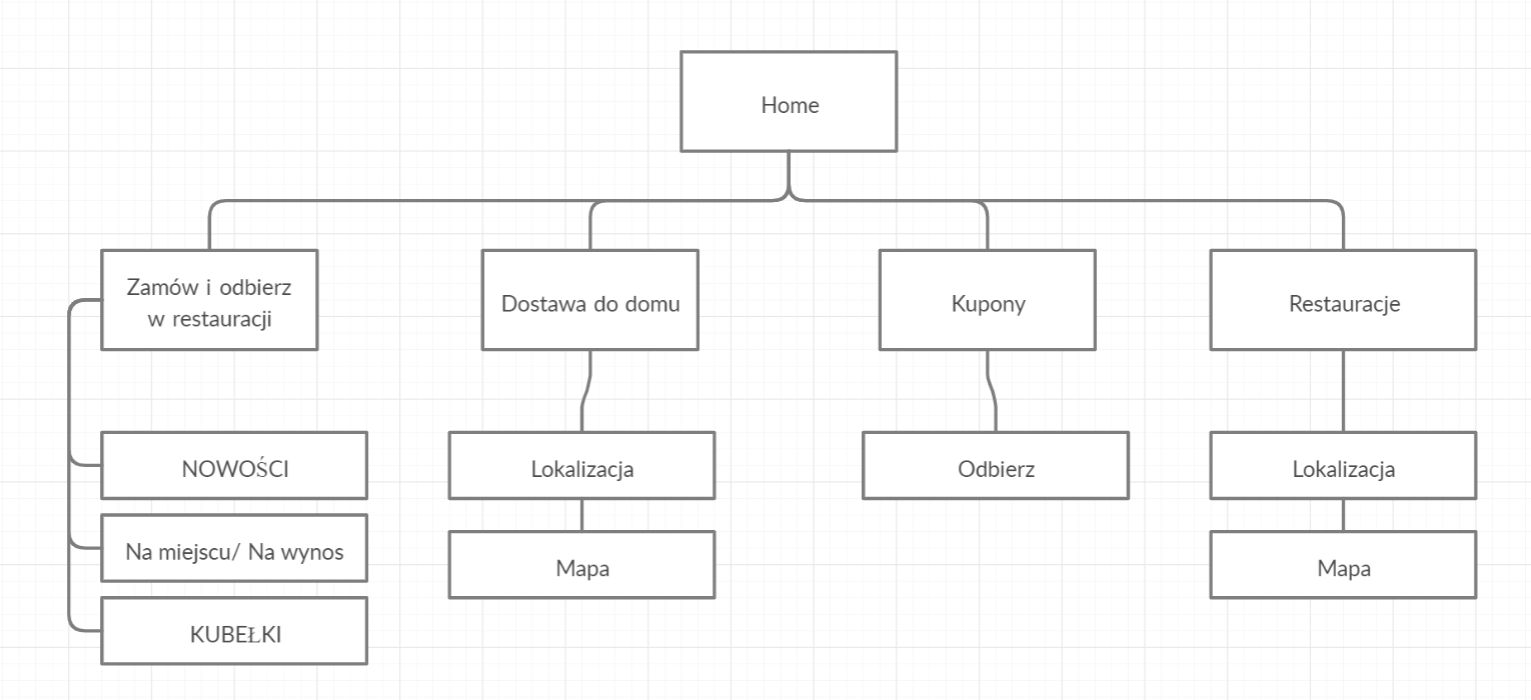 Home
Zamów i odbierz
w restauracji
Dostawa do domu
Kupony
Restauracje
NOWOŚCI
Lokalizacja
Odbierz
Lokalizacja
Na miejscu/ Na wynos
Mapa
Mapa
KUBEŁKI